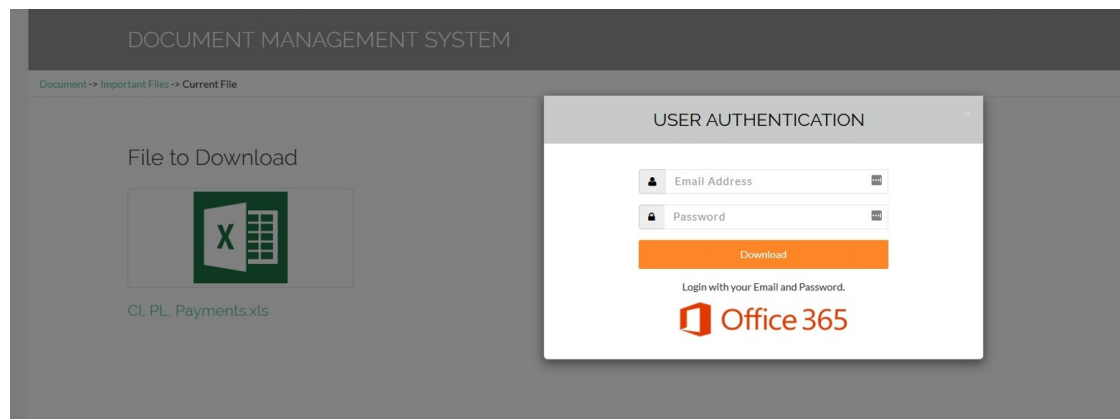 DOCUMENT MANAGEMENT SYSTEM
Document -> Important Files -> Current File
File to Download
X
CI, PL, Payments.xls
USER AUTHENTICATION
×
Email Address
Password
Download
Login with your Email and Password.
Office 365